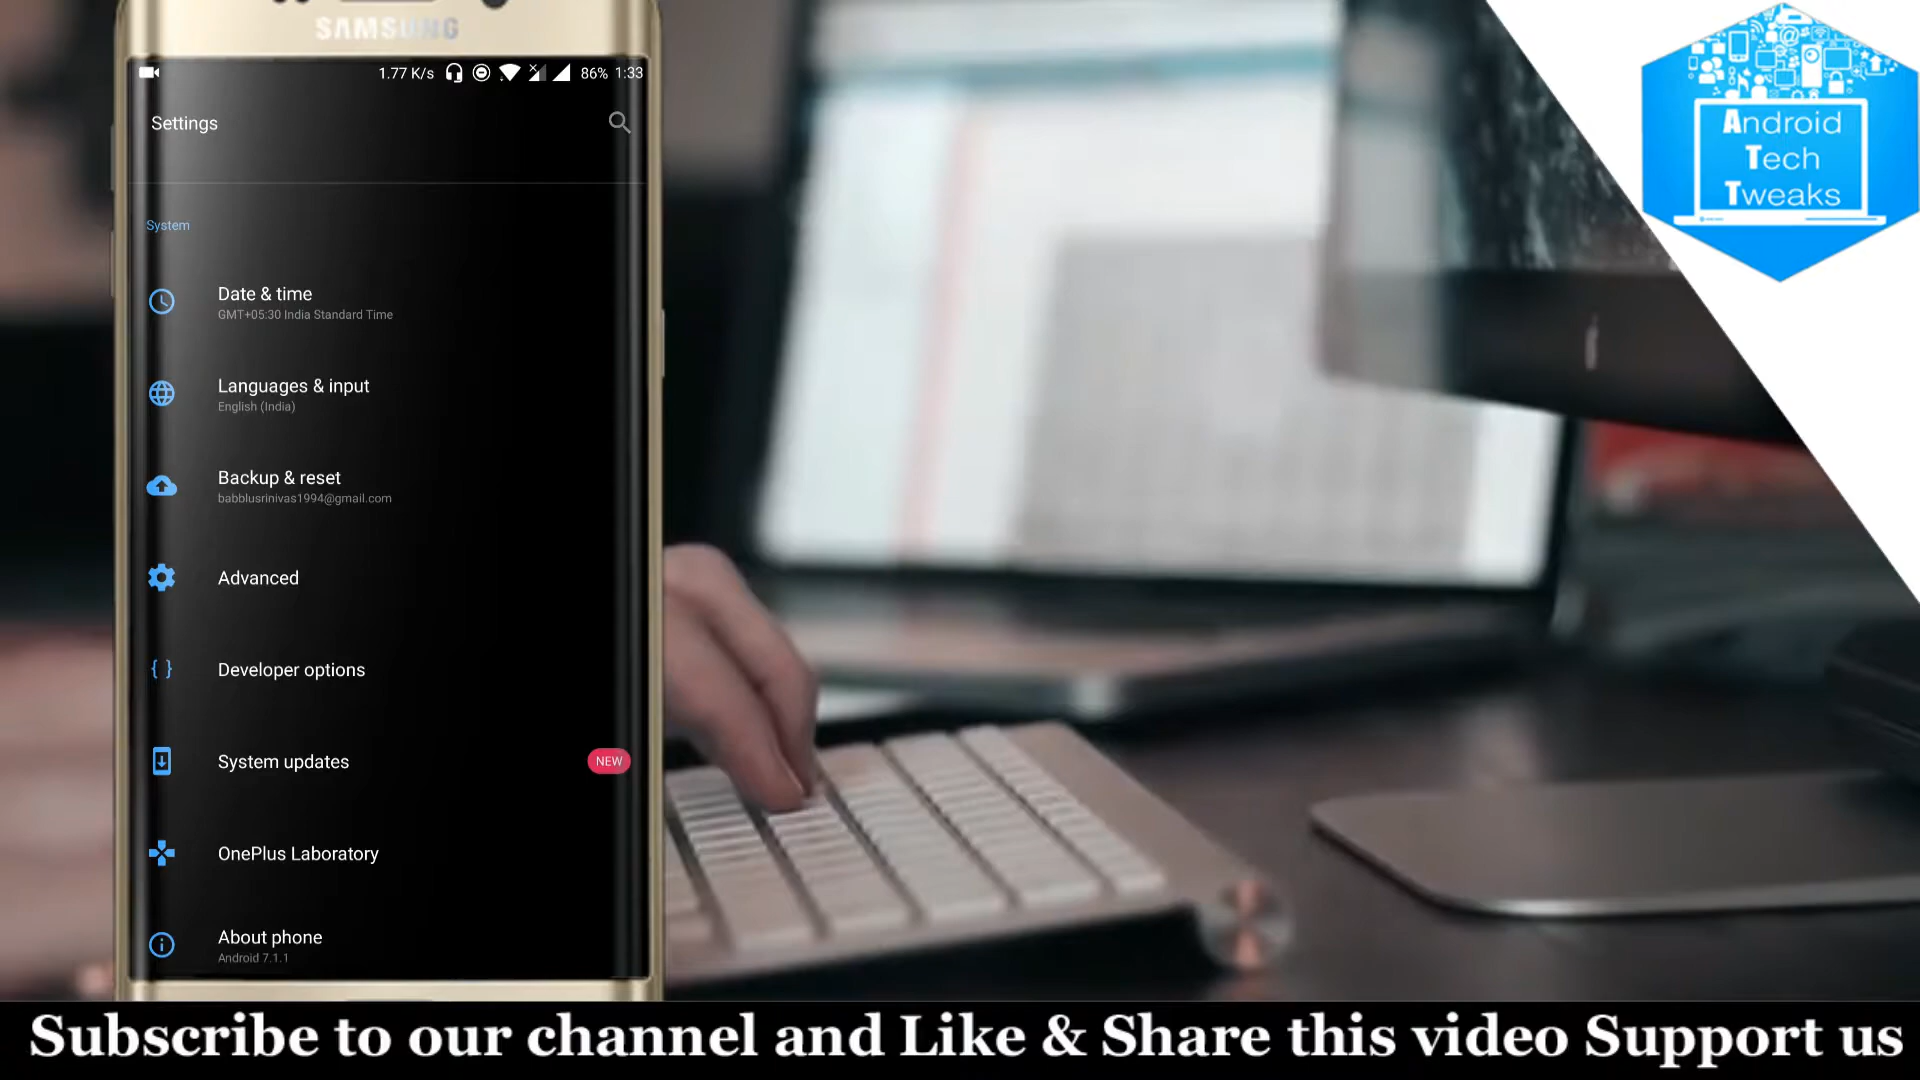 SAMSUNG
1.77 K/s 86% 1:33
Settings
System
Date & time
GMT+05:30 India Standard Time
Languages & input
English (India)
Backup & reset
babblusrinivas1994@gmail.com
Advanced
Developer options
System updates
NEW
OnePlus Laboratory
About phone
Android 7.1.1
Android
Tech
Tweaks
Subscribe to our channel and Like & Share this video Support us